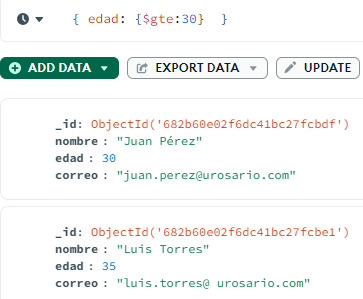 { edad: {$gte:30} }
ADD DATA EXPORT DATA UPDATE
_id: ObjectId('682b60e02f6dc41bc27fcbdf')
nombre : "Juan Pérez"
edad : 30
correo : "juan.perez@urosario.com"
_id: ObjectId('682b60e02f6dc41bc27fcbe1')
nombre : "Luis Torres"
edad : 35
correo : "luis.torres@ urosario.com"